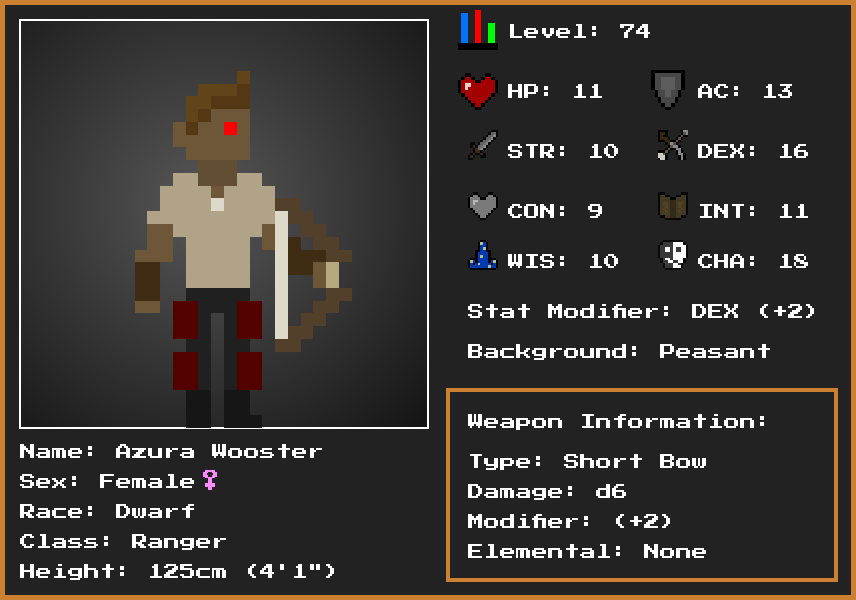 Level: 74
HP: 11 AC: 13
STR: 10 DEX: 16
CON: 9 INT: 11
WIS: 10 CHA: 18
Stat Modifier: DEX (+2)
Background: Peasant
Weapon Information:
Type: Short Bow
Damage: d6
Modifier: (+2)
Elemental: None
Name: Azura Wooster
Sex: Female♀
Race: Dwarf
Class: Ranger
Height: 125cm (4'1")